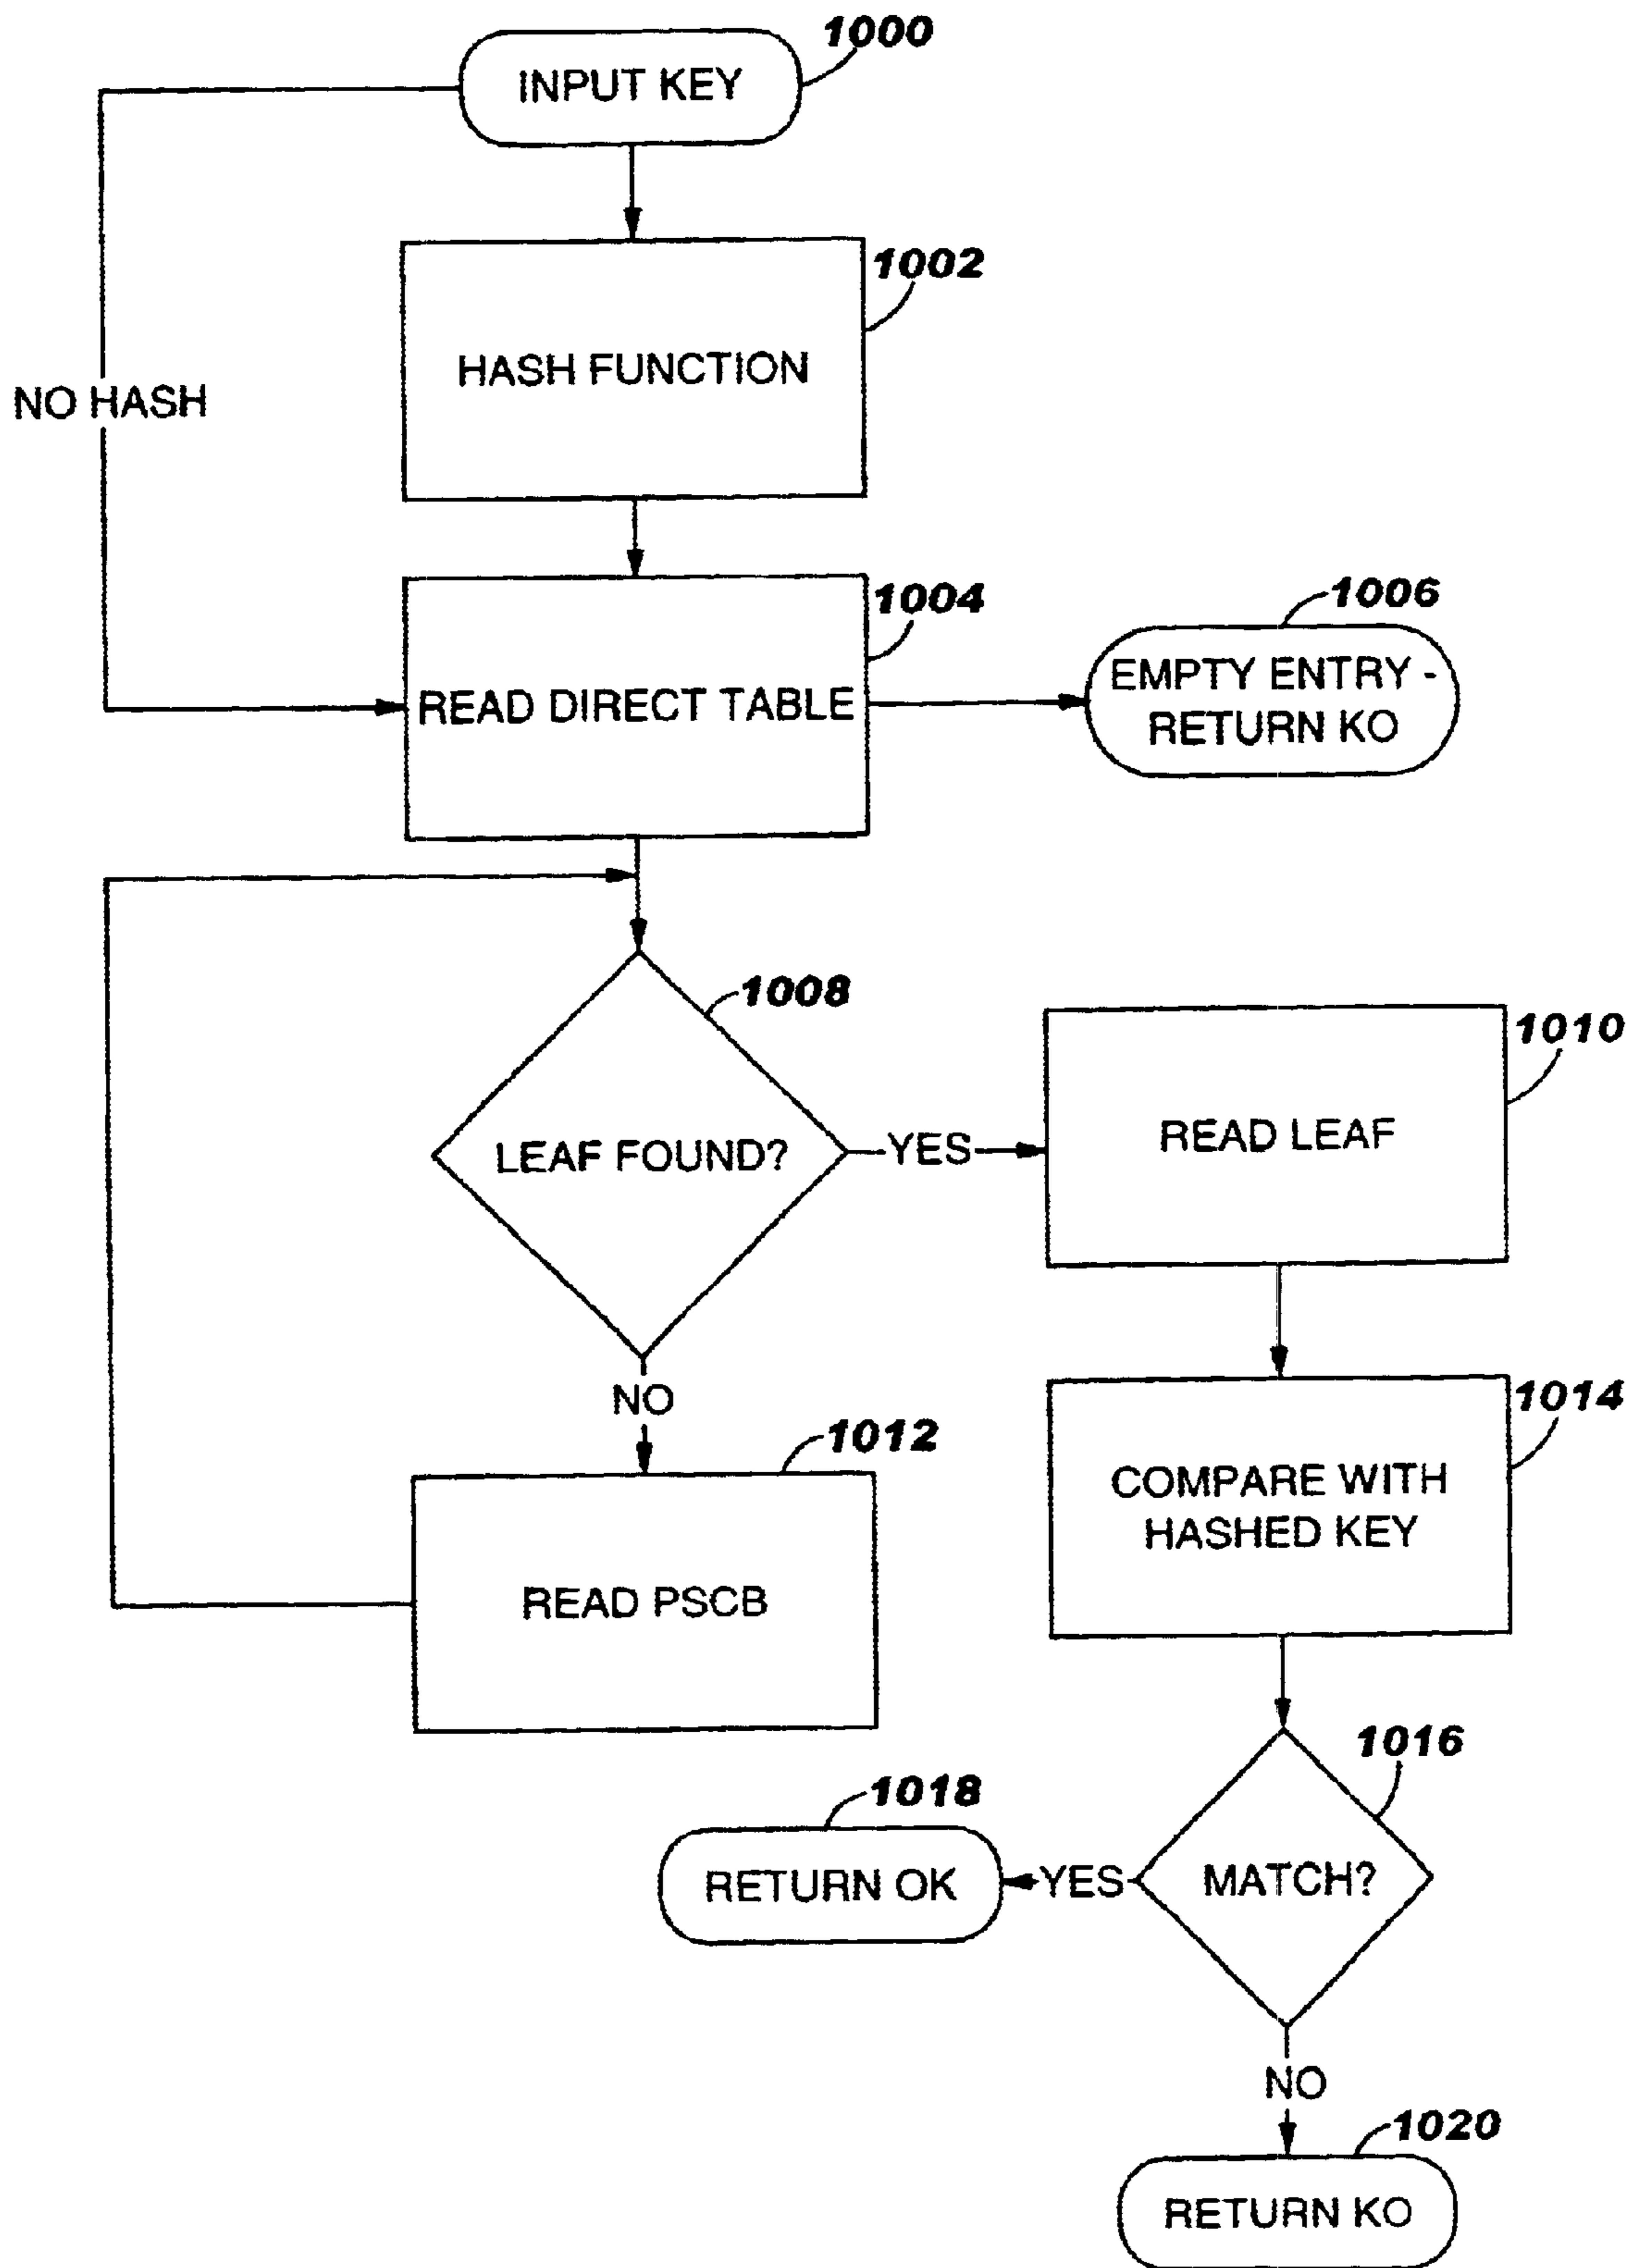 1000
INPUT KEY
1002
HASH FUNCTION
NO HASH
1004
READ DIRECT TABLE
1006
EMPTY ENTRY -
RETURN KO
1008
LEAF FOUND?
YES
1010
READ LEAF
NO
1012
READ PSCB
1014
COMPARE WITH
HASHED KEY
1016
MATCH?
YES
1018
RETURN OK
NO
1020
RETURN KO